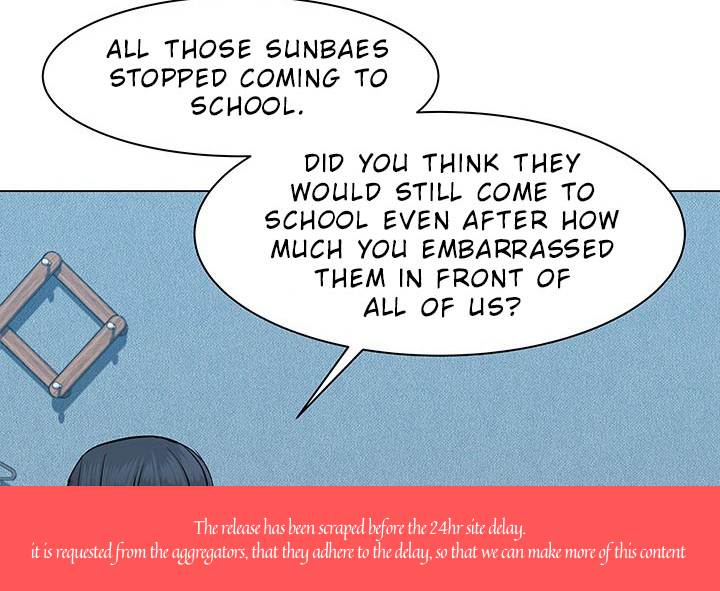 ALL THOSE SUNBAES
STOPPED COMING TO
SCHOOL.
DID YOU THINK THEY
WOULD STILL COME TO
SCHOOL EVEN AFTER HOW
MUCH YOU EMBARRASSED
THEM IN FRONT OF
ALL OF US?
The release has been scraped before the 24hr site delay.
it is requested from the aggregators, that they adhere to the delay, so that we can make more of this content